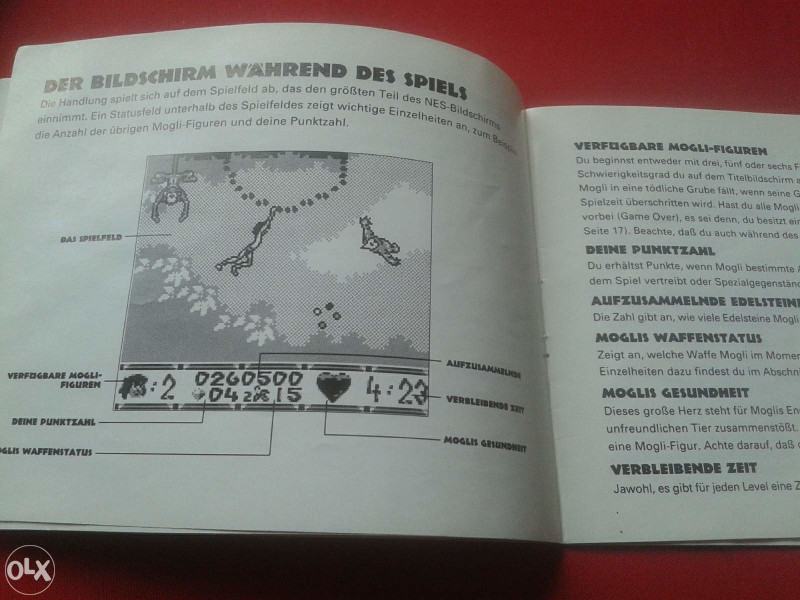 DER BILDSCHIRM WÄHREND DES SPIELS
Die Handlung spielt sich auf dem Spielfeld ab, das den größten Teil des NES-Bildschirms
einnimmt. Ein Statusfeld unterhalb des Spielfeldes zeigt wichtige Einzelheiten an, zum Beispiel
die Anzahl der übrigen Mogli-Figuren und deine Punktzahl.
DAS SPIELFELD
VERFÜGBARE MOGLI-
FIGUREN
DEINE PUNKTZAHL
MOGLIS WAFFENSTATUS
:2 0260500 4:23
04 2 15
AUFZUSAMMELNDE
VERBLEIBENDE ZEIT
MOGLIS GESUNDHEIT
VERFÜGBARE MOGLI-FIGUREN
Du beginnst entweder mit drei, fünf oder sechs
Schwierigkeitsgrad du auf dem Titelbildschirm
Mogli in eine tödliche Grube fällt, wenn seine
Spielzeit überschritten wird. Hast du alle Mogli
vorbei (Game Over), es sei denn, du besitzt
Seite 17). Beachte, daß du auch während des
DEINE PUNKTZAHL
Du erhältst Punkte, wenn Mogli bestimmte
dem Spiel vertreibt oder
AUFZUSAMMELNDE EDELSTEINE
Die Zahl gibt an, wie viele Edelsteine Mogli
MOGLIS WAFFENSTATUS
Zeigt an, welche Waffe Mogli im
Einzelheiten dazu findest du im
MOGLIS GESUNDHEIT
Dieses große Herz steht für Moglis
unfreundlichen Tier zusammenstößt.
eine Mogli-Figur. Achte darauf, daß
VERBLEIBENDE ZEIT
Jawohl, es gibt für jeden Level eine
OLX